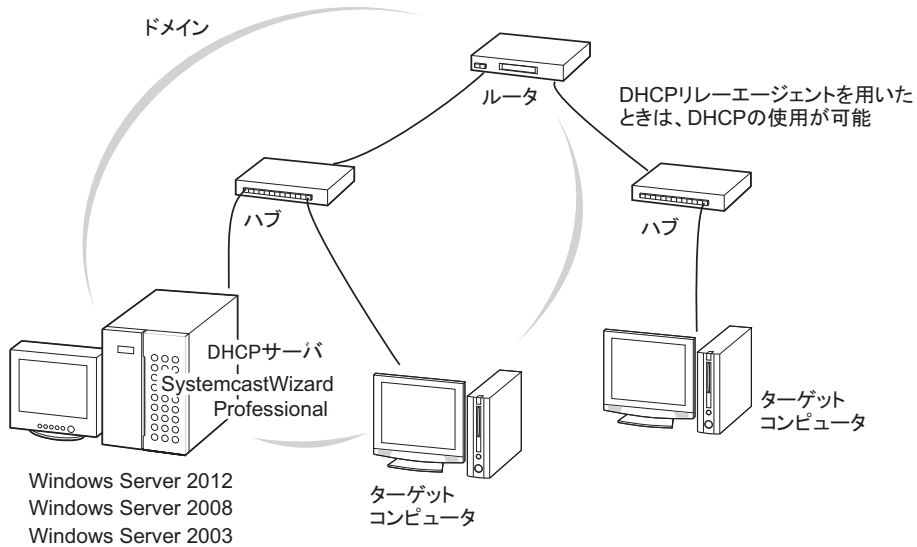 ドメイン
ルータ
DHCPリレーエージェントを用いた
ときは、DHCPの使用が可能
ハブ
ハブ
DHCPサーバ
SystemcastWizard
Professional
ターゲット
コンピュータ
Windows Server 2012
Windows Server 2008
Windows Server 2003
ターゲット
コンピュータ